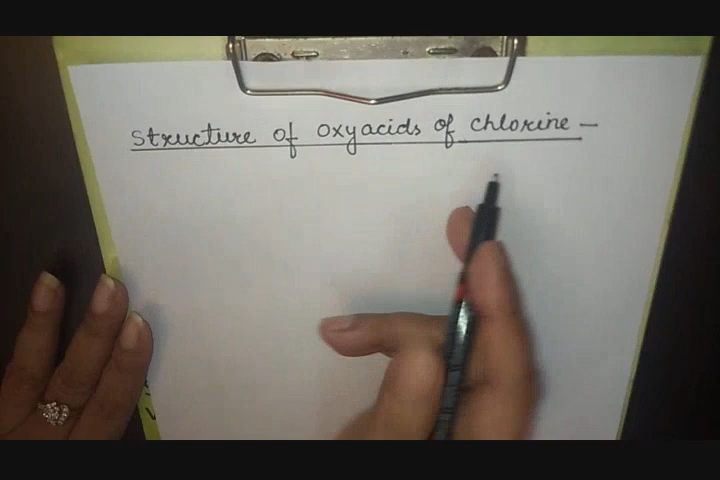 Structure of oxyacids of chlorine -